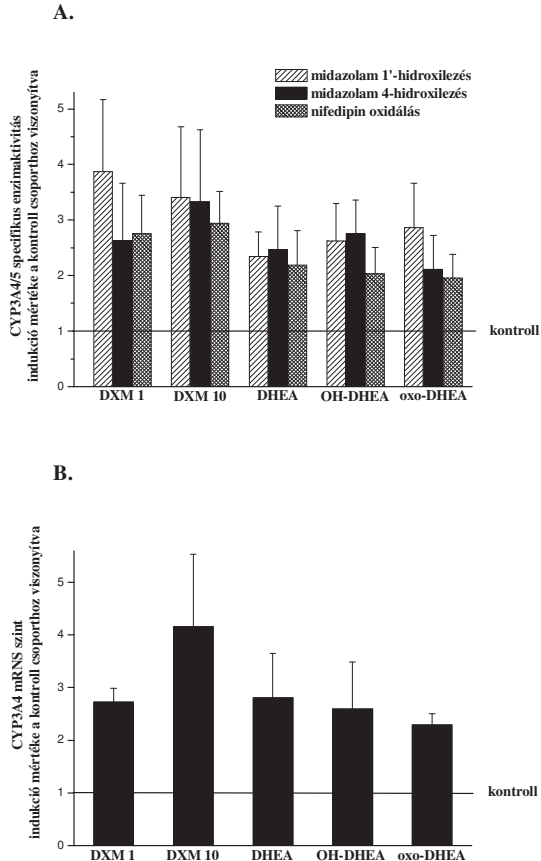 A.
midazolam 1'-hidroxilezés
midazolam 4-hidroxilezés
nifedipin oxidálás
CYP3A4/5 specifikus enzimaktivitás
indukció mértéke a kontroll csoporthoz viszonyítva
5
4
3
2
1
0
kontroll
DXM 1 DXM 10 DHEA OH-DHEA oxo-DHEA
B.
CYP3A4 mRNS szint
indukció mértéke a kontroll csoporthoz viszonyítva
5
4
3
2
1
0
kontroll
DXM 1 DXM 10 DHEA OH-DHEA oxo-DHEA